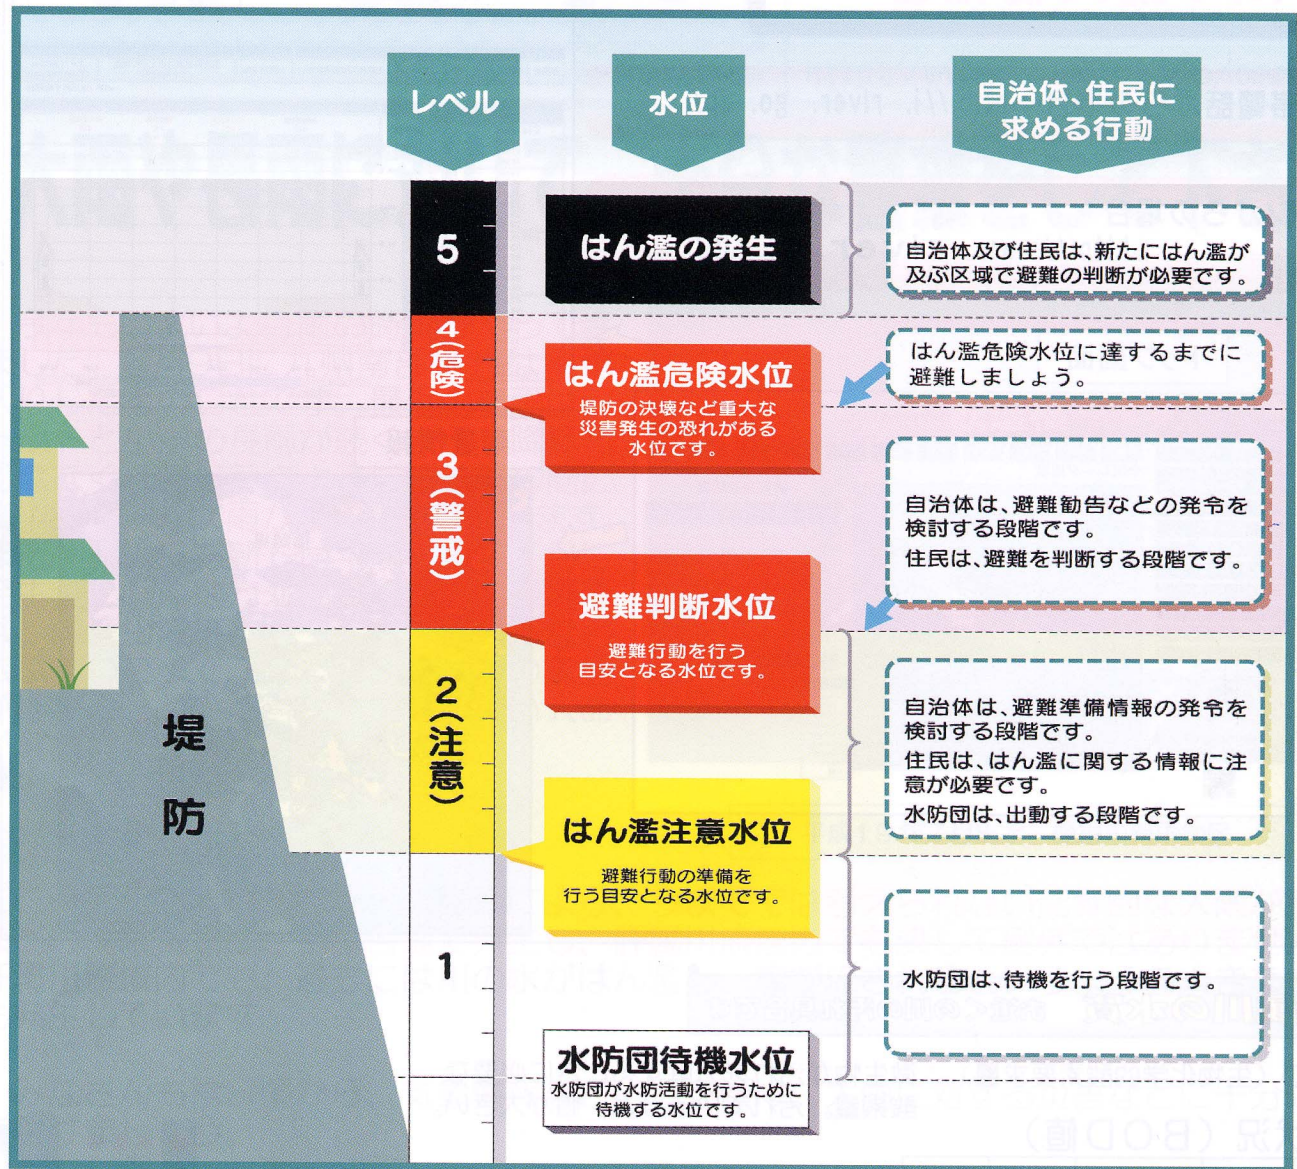 レベル
水位
自治体、住民に
求める行動
5
はん濫の発生
自治体及び住民は、新たにはん濫が
及ぶ区域で避難の判断が必要です。
4(危険)
はん濫危険水位
堤防の決壊など重大な
災害発生の恐れがある
水位です。
はん濫危険水位に達するまでに
避難しましょう。
3(警戒)
自治体は、避難勧告などの発令を
検討する段階です。
住民は、避難を判断する段階です。
避難判断水位
避難行動を行う
目安となる水位です。
2(注意)
自治体は、避難準備情報の発令を
検討する段階です。
住民は、はん濫に関する情報に注
意が必要です。
水防団は、出動する段階です。
堤防
はん濫注意水位
避難行動の準備を
行う目安となる水位です。
1
水防団は、待機を行う段階です。
水防団待機水位
水防団が水防活動を行うために
待機する水位です。